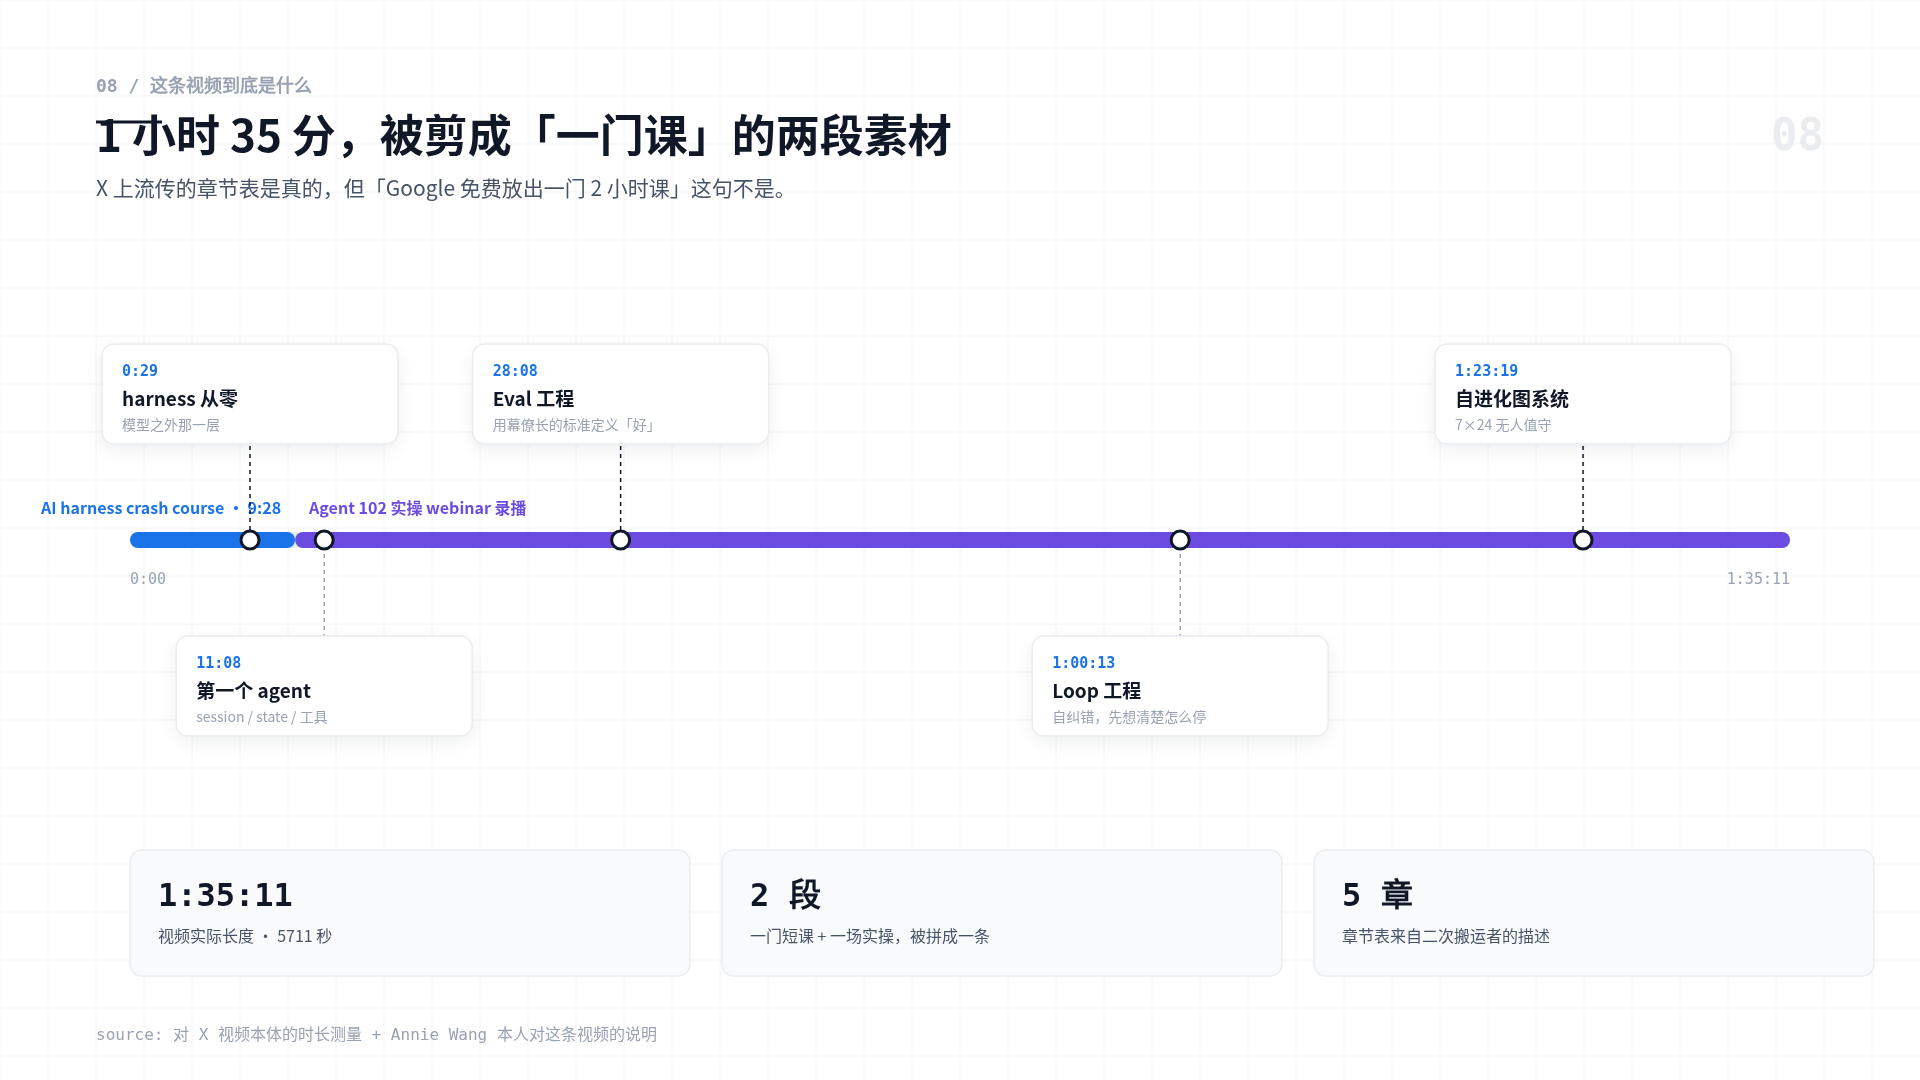 08 / 这条视频到底是什么
08
1 小时 35 分，被剪成「一门课」的两段素材
X 上流传的章节表是真的，但「Google 免费放出一门 2 小时课」这句不是。
0:29
harness 从零
模型之外那一层
28:08
Eval 工程
用幕僚长的标准定义「好」
1:23:19
自进化图系统
7×24 无人值守
AI harness crash course · 9:28
Agent 102 实操 webinar 录播
0:00
1:35:11
11:08
第一个 agent
session / state / 工具
1:00:13
Loop 工程
自纠错，先想清楚怎么停
1:35:11
视频实际长度 · 5711 秒
2 段
一门短课 + 一场实操，被拼成一条
5 章
章节表来自二次搬运者的描述
source: 对 X 视频本体的时长测量 + Annie Wang 本人对这条视频的说明